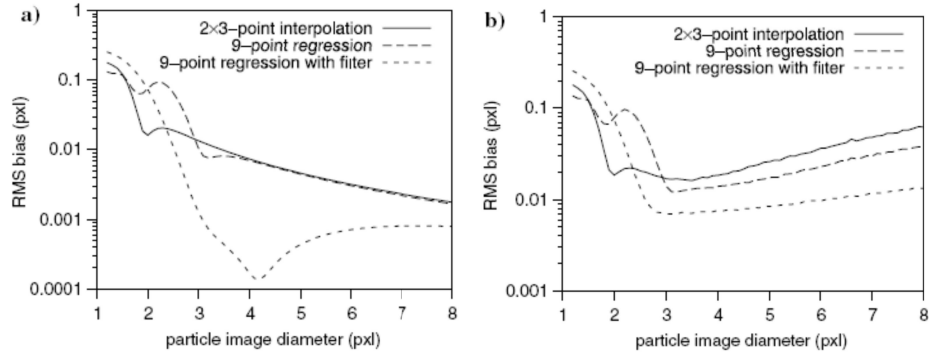 a)
1
0.1
0.01
0.001
0.0001
RMS bias (pxl)
2×3–point interpolation
9–point regression
9–point regression with filter
1 2 3 4 5 6 7 8
particle image diameter (pxl)
b)
1
0.1
0.01
0.001
RMS bias (pxl)
2×3–point interpolation
9–point regression
9–point regression with filter
1 2 3 4 5 6 7 8
particle image diameter (pxl)